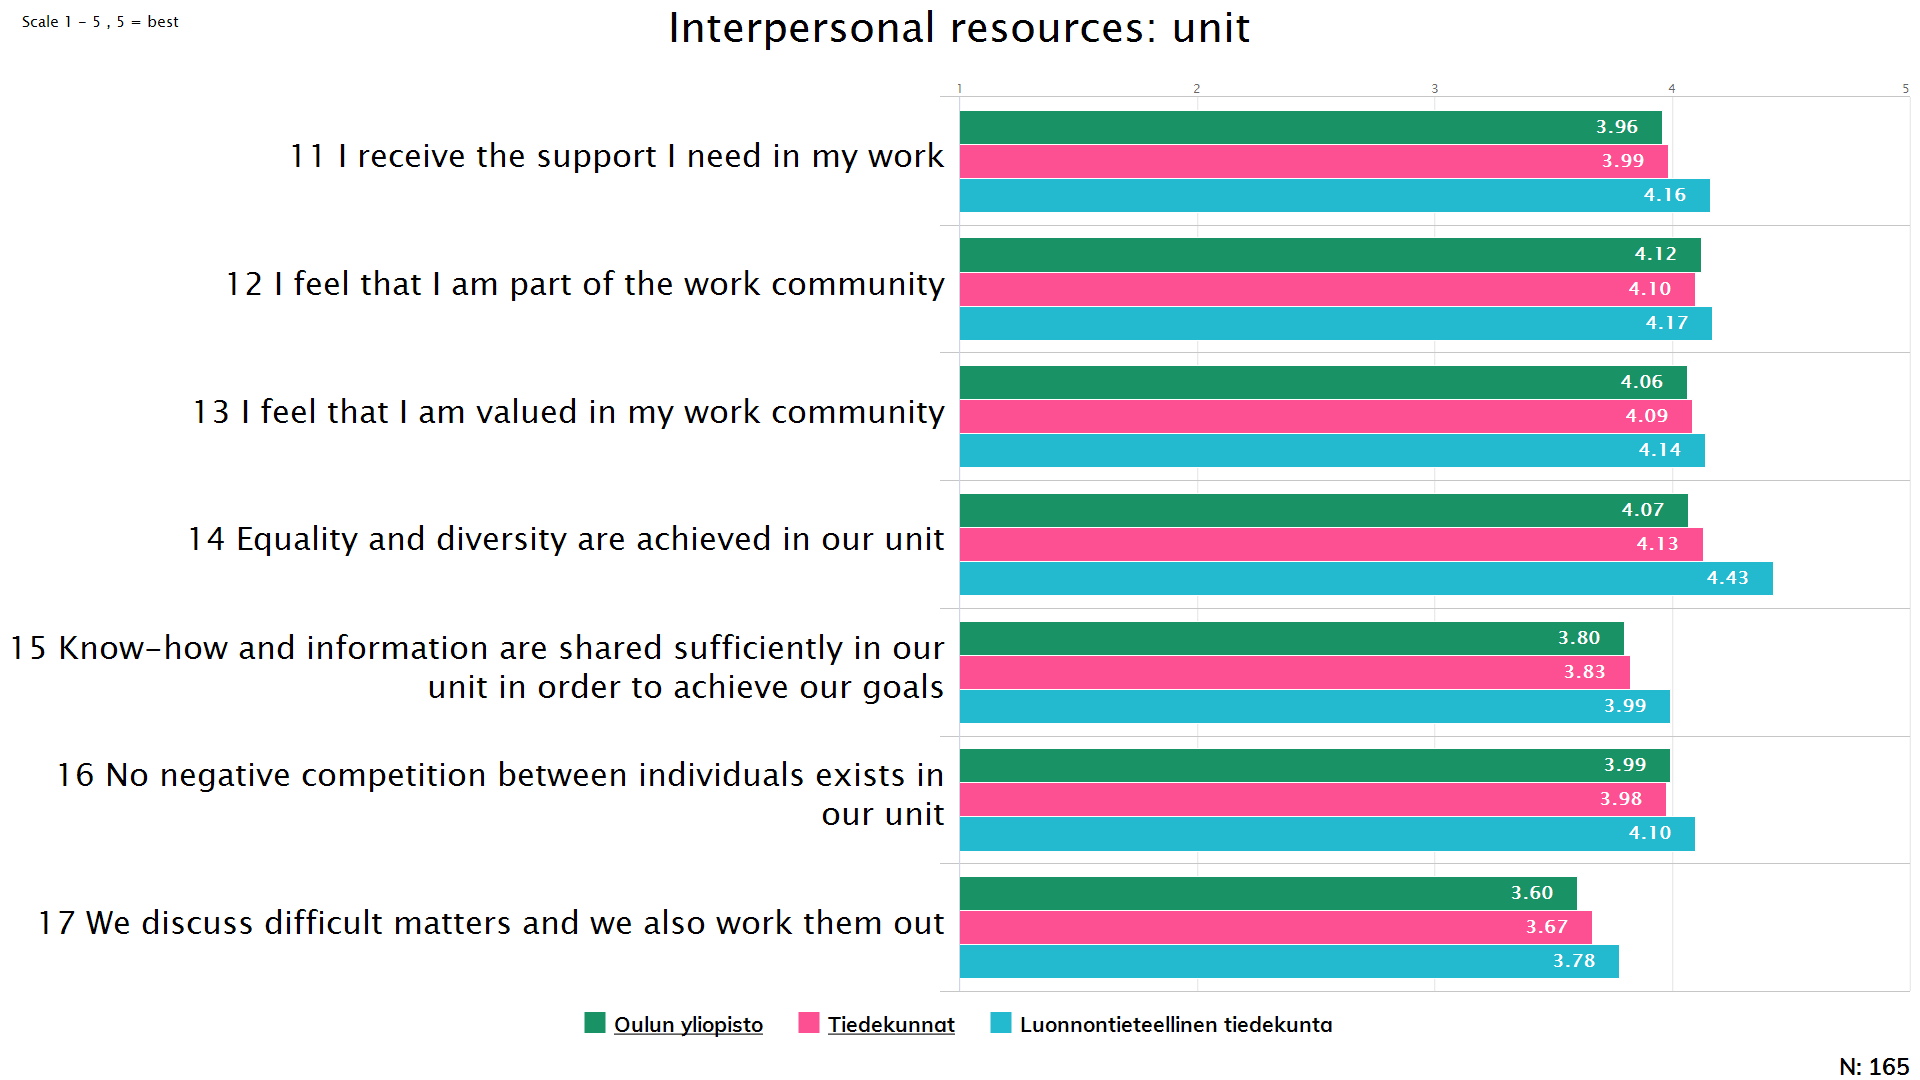 Scale 1 - 5 , 5 = best
Interpersonal resources: unit
1 2 3 4 5
11 I receive the support I need in my work
3.96
3.99
4.16
12 I feel that I am part of the work community
4.12
4.10
4.17
13 I feel that I am valued in my work community
4.06
4.09
4.14
14 Equality and diversity are achieved in our unit
4.07
4.13
4.43
15 Know-how and information are shared sufficiently in our
unit in order to achieve our goals
3.80
3.83
3.99
16 No negative competition between individuals exists in
our unit
3.99
3.98
4.10
17 We discuss difficult matters and we also work them out
3.60
3.67
3.78
Oulun yliopisto Tiedekunnat Luonnontieteellinen tiedekunta
N: 165